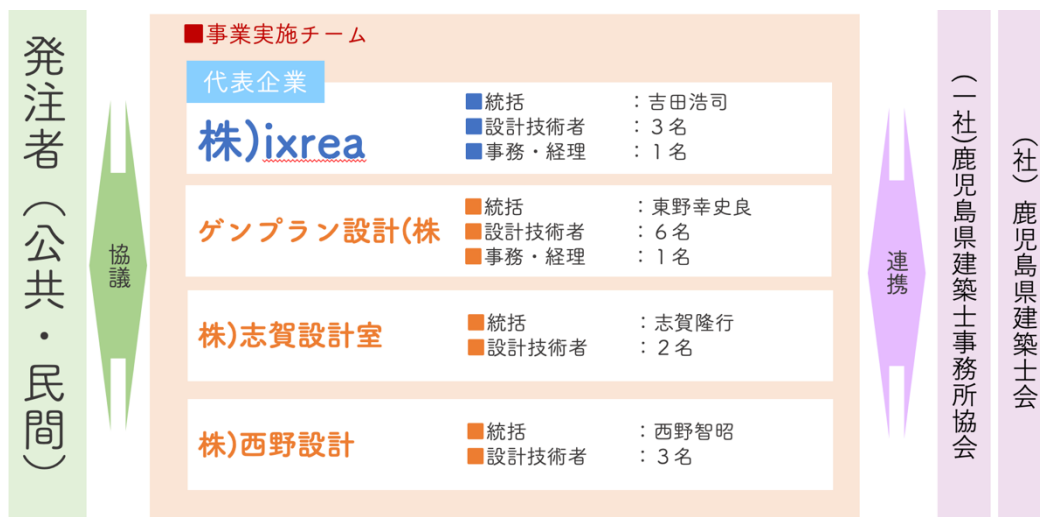 発注者（公共・民間）
協議
■事業実施チーム
代表企業
株)ixrea
■統括　：吉田浩司
■設計技術者　：３名
■事務・経理　：１名
ゲンプラン設計(株
■統括　：東野幸史良
■設計技術者　：６名
■事務・経理　：１名
株)志賀設計室
■統括　：志賀隆行
■設計技術者　：２名
株)西野設計
■統括　：西野智昭
■設計技術者　：３名
連携
(一社)鹿児島県建築士事務所協会
(社) 鹿児島県建築士会